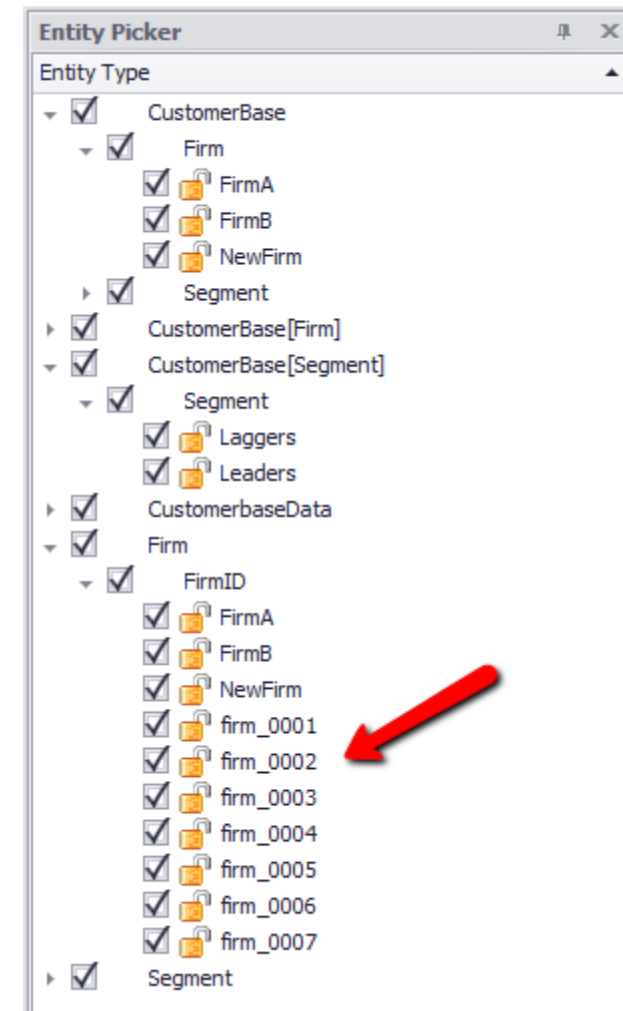 Entity Picker
Entity Type
CustomerBase
Firm
FirmA
FirmB
NewFirm
Segment
CustomerBase[Firm]
CustomerBase[Segment]
Segment
Laggers
Leaders
CustomerbaseData
Firm
FirmID
FirmA
FirmB
NewFirm
firm_0001
firm_0002
firm_0003
firm_0004
firm_0005
firm_0006
firm_0007
Segment